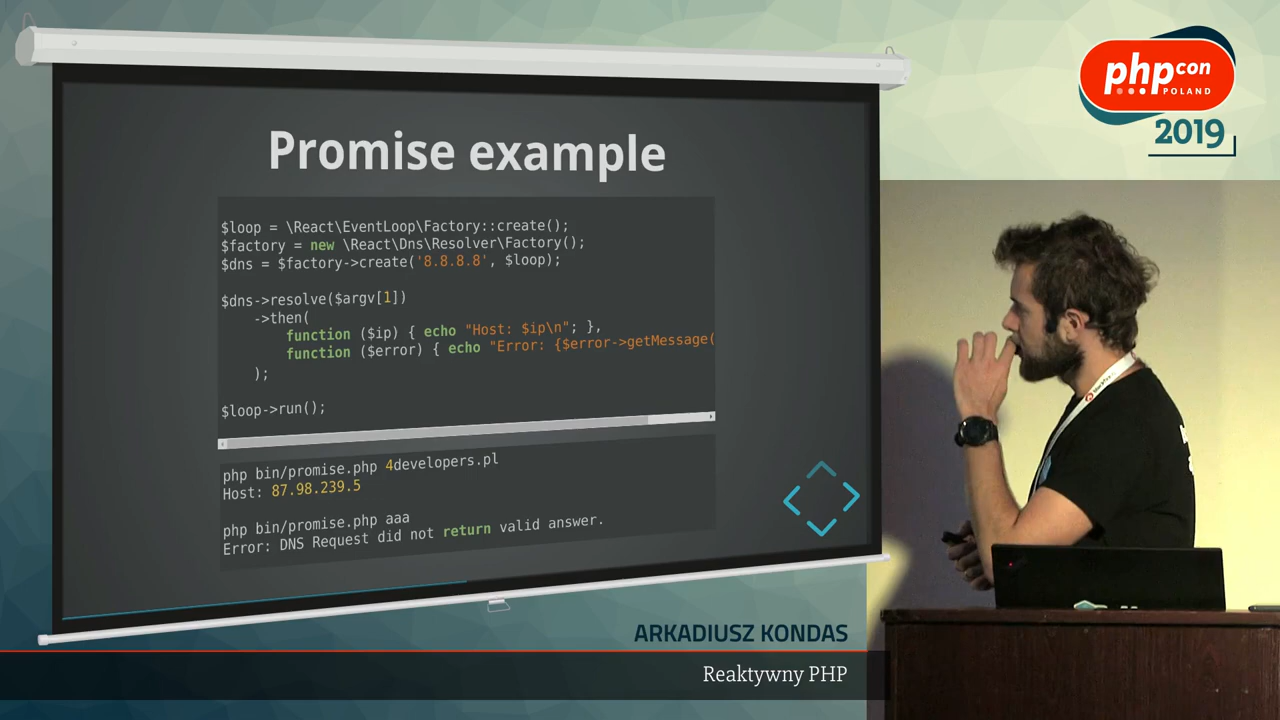 Promise example
$loop = \React\EventLoop\Factory::create();
$factory = new \React\Dns\Resolver\Factory();
$dns = $factory->create('8.8.8.8', $loop);
$dns->resolve($argv[1])
->then(
function ($ip) { echo "Host: $ip\n"; },
function ($error) { echo "Error: {$error->getMessage(
);
$loop->run();
php bin/promise.php 4developers.pl
Host: 87.98.239.5
php bin/promise.php aaa
Error: DNS Request did not return valid answer.
phpcon
POLAND
2019
ARKADIUSZ KONDAS
Reaktywny PHP